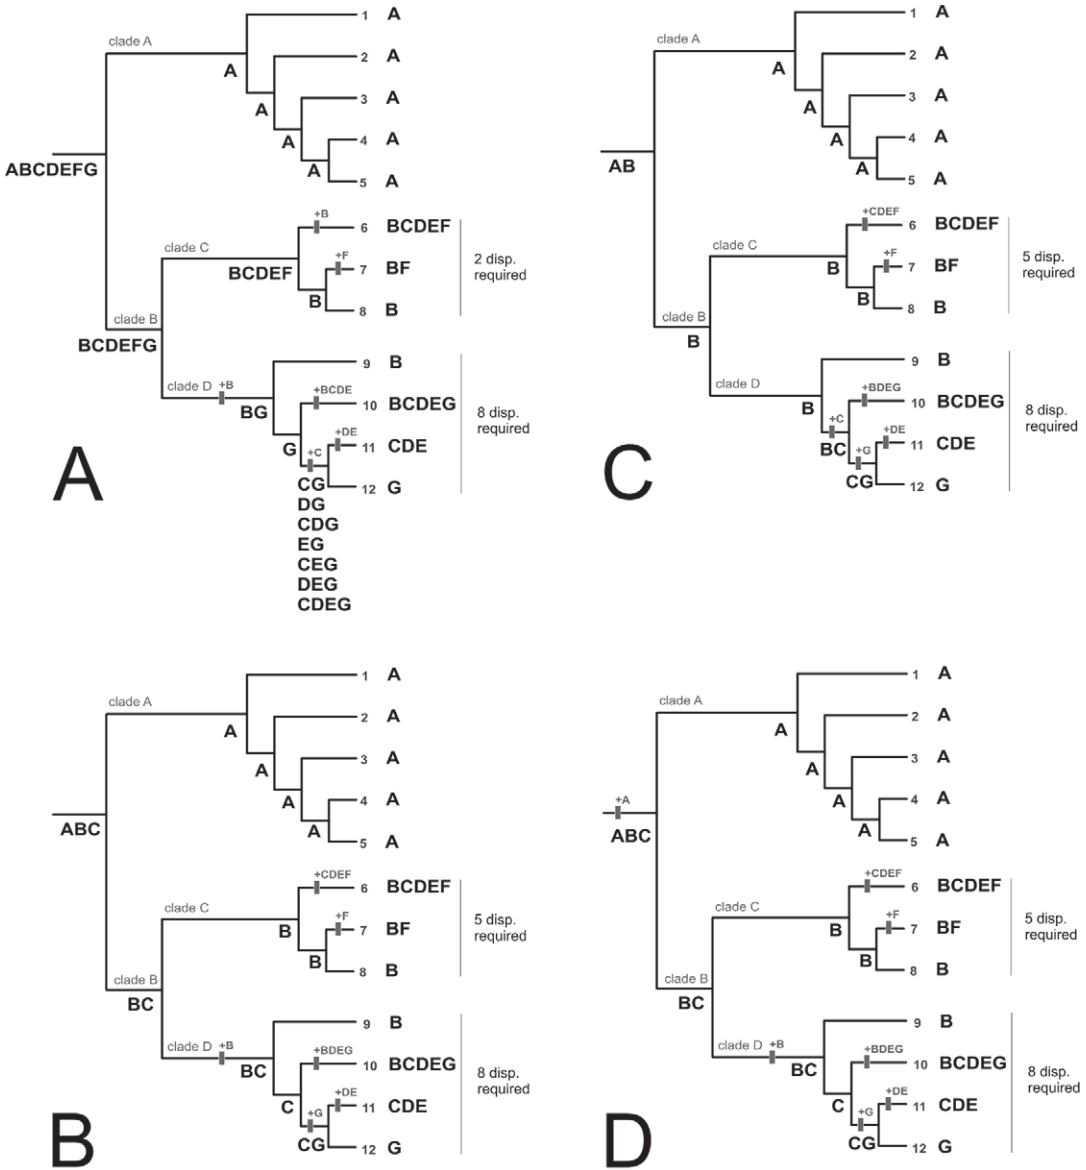 clade A
1 A
A
2 A
A
3 A
A
4 A
A
5 A
ABCDEFG
clade C
+B
6 BCDEF
BCDEF
+F
7 BF
B
8 B
2 disp.
required
clade B
BCDEFG
clade D
+B
9 B
BG
+BCDE
10 BCDEG
G
+DE
11 CDE
+C
12 G
CG
DG
CDG
EG
CEG
DEG
CDEG
8 disp.
required
A
clade A
1 A
A
2 A
A
3 A
A
4 A
A
5 A
AB
clade C
+CDEF
6 BCDEF
B
+F
7 BF
B
8 B
5 disp.
required
clade B
B
clade D
9 B
B
+BDEG
10 BCDEG
+C
BC
+DE
11 CDE
+G
CG
12 G
8 disp.
required
C
clade A
1 A
A
2 A
A
3 A
A
4 A
A
5 A
ABC
clade C
+CDEF
6 BCDEF
B
+F
7 BF
B
8 B
5 disp.
required
clade B
BC
clade D
+B
9 B
BC
+BDEG
10 BCDEG
C
+DE
11 CDE
+G
CG
12 G
8 disp.
required
B
clade A
1 A
A
2 A
A
3 A
A
4 A
A
5 A
+A
ABC
clade C
+CDEF
6 BCDEF
B
+F
7 BF
B
8 B
5 disp.
required
clade B
BC
clade D
+B
9 B
BC
+BDEG
10 BCDEG
C
+DE
11 CDE
+G
CG
12 G
8 disp.
required
D